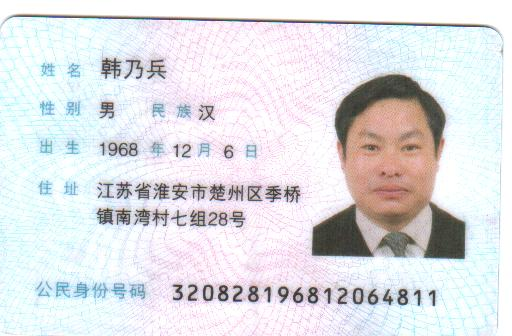 姓名 韩乃兵
性别 男 民族 汉
出生 1968 年 12 月 6 日
住址 江苏省淮安市楚州区季桥
镇南湾村七组28号
公民身份号码 320828196812064811